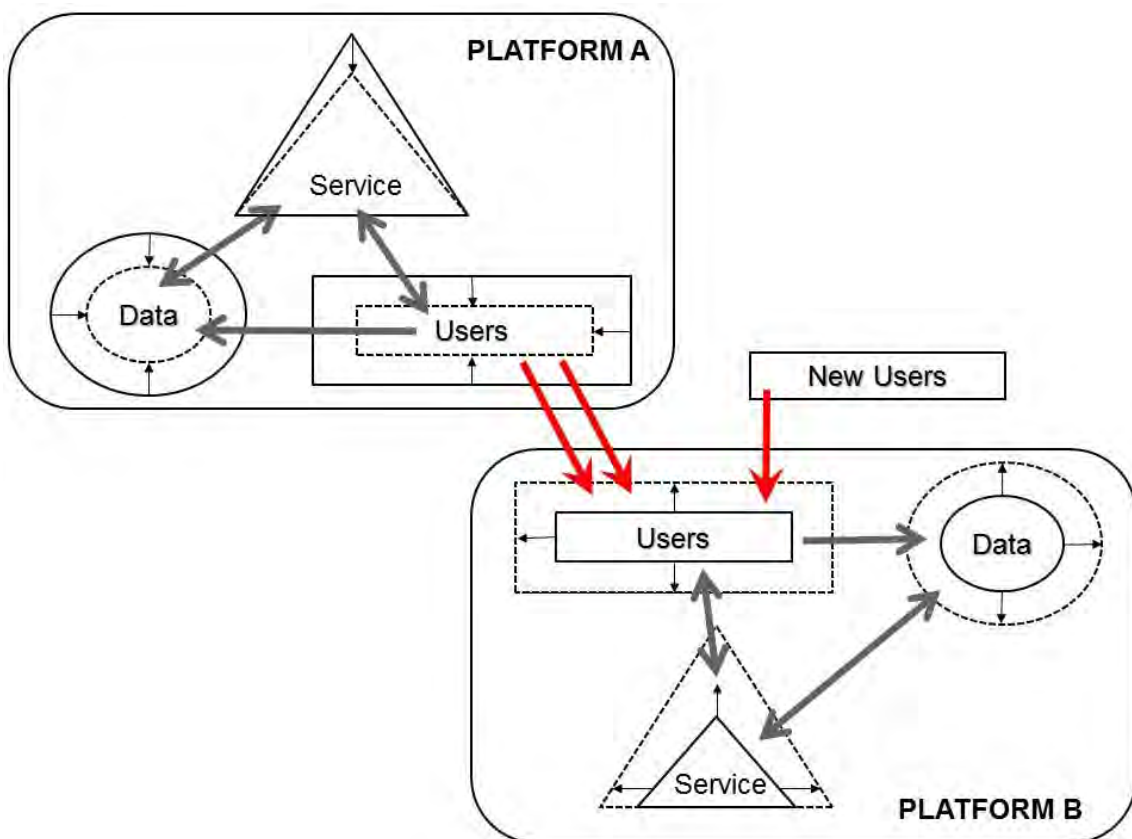 PLATFORM A
Service
Data
Users
New Users
Users
Data
Service
PLATFORM B